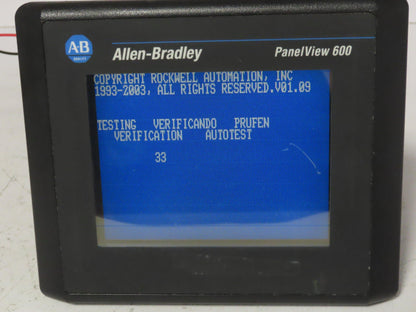 A·B
Allen-Bradley
PanelView 600
COPYRIGHT ROCKWELL AUTOMATION, INC
1993-2003, ALL RIGHTS RESERVED.V01.09
TESTING VERIFICANDO PRUFEN
VERIFICATION AUTOTEST
33